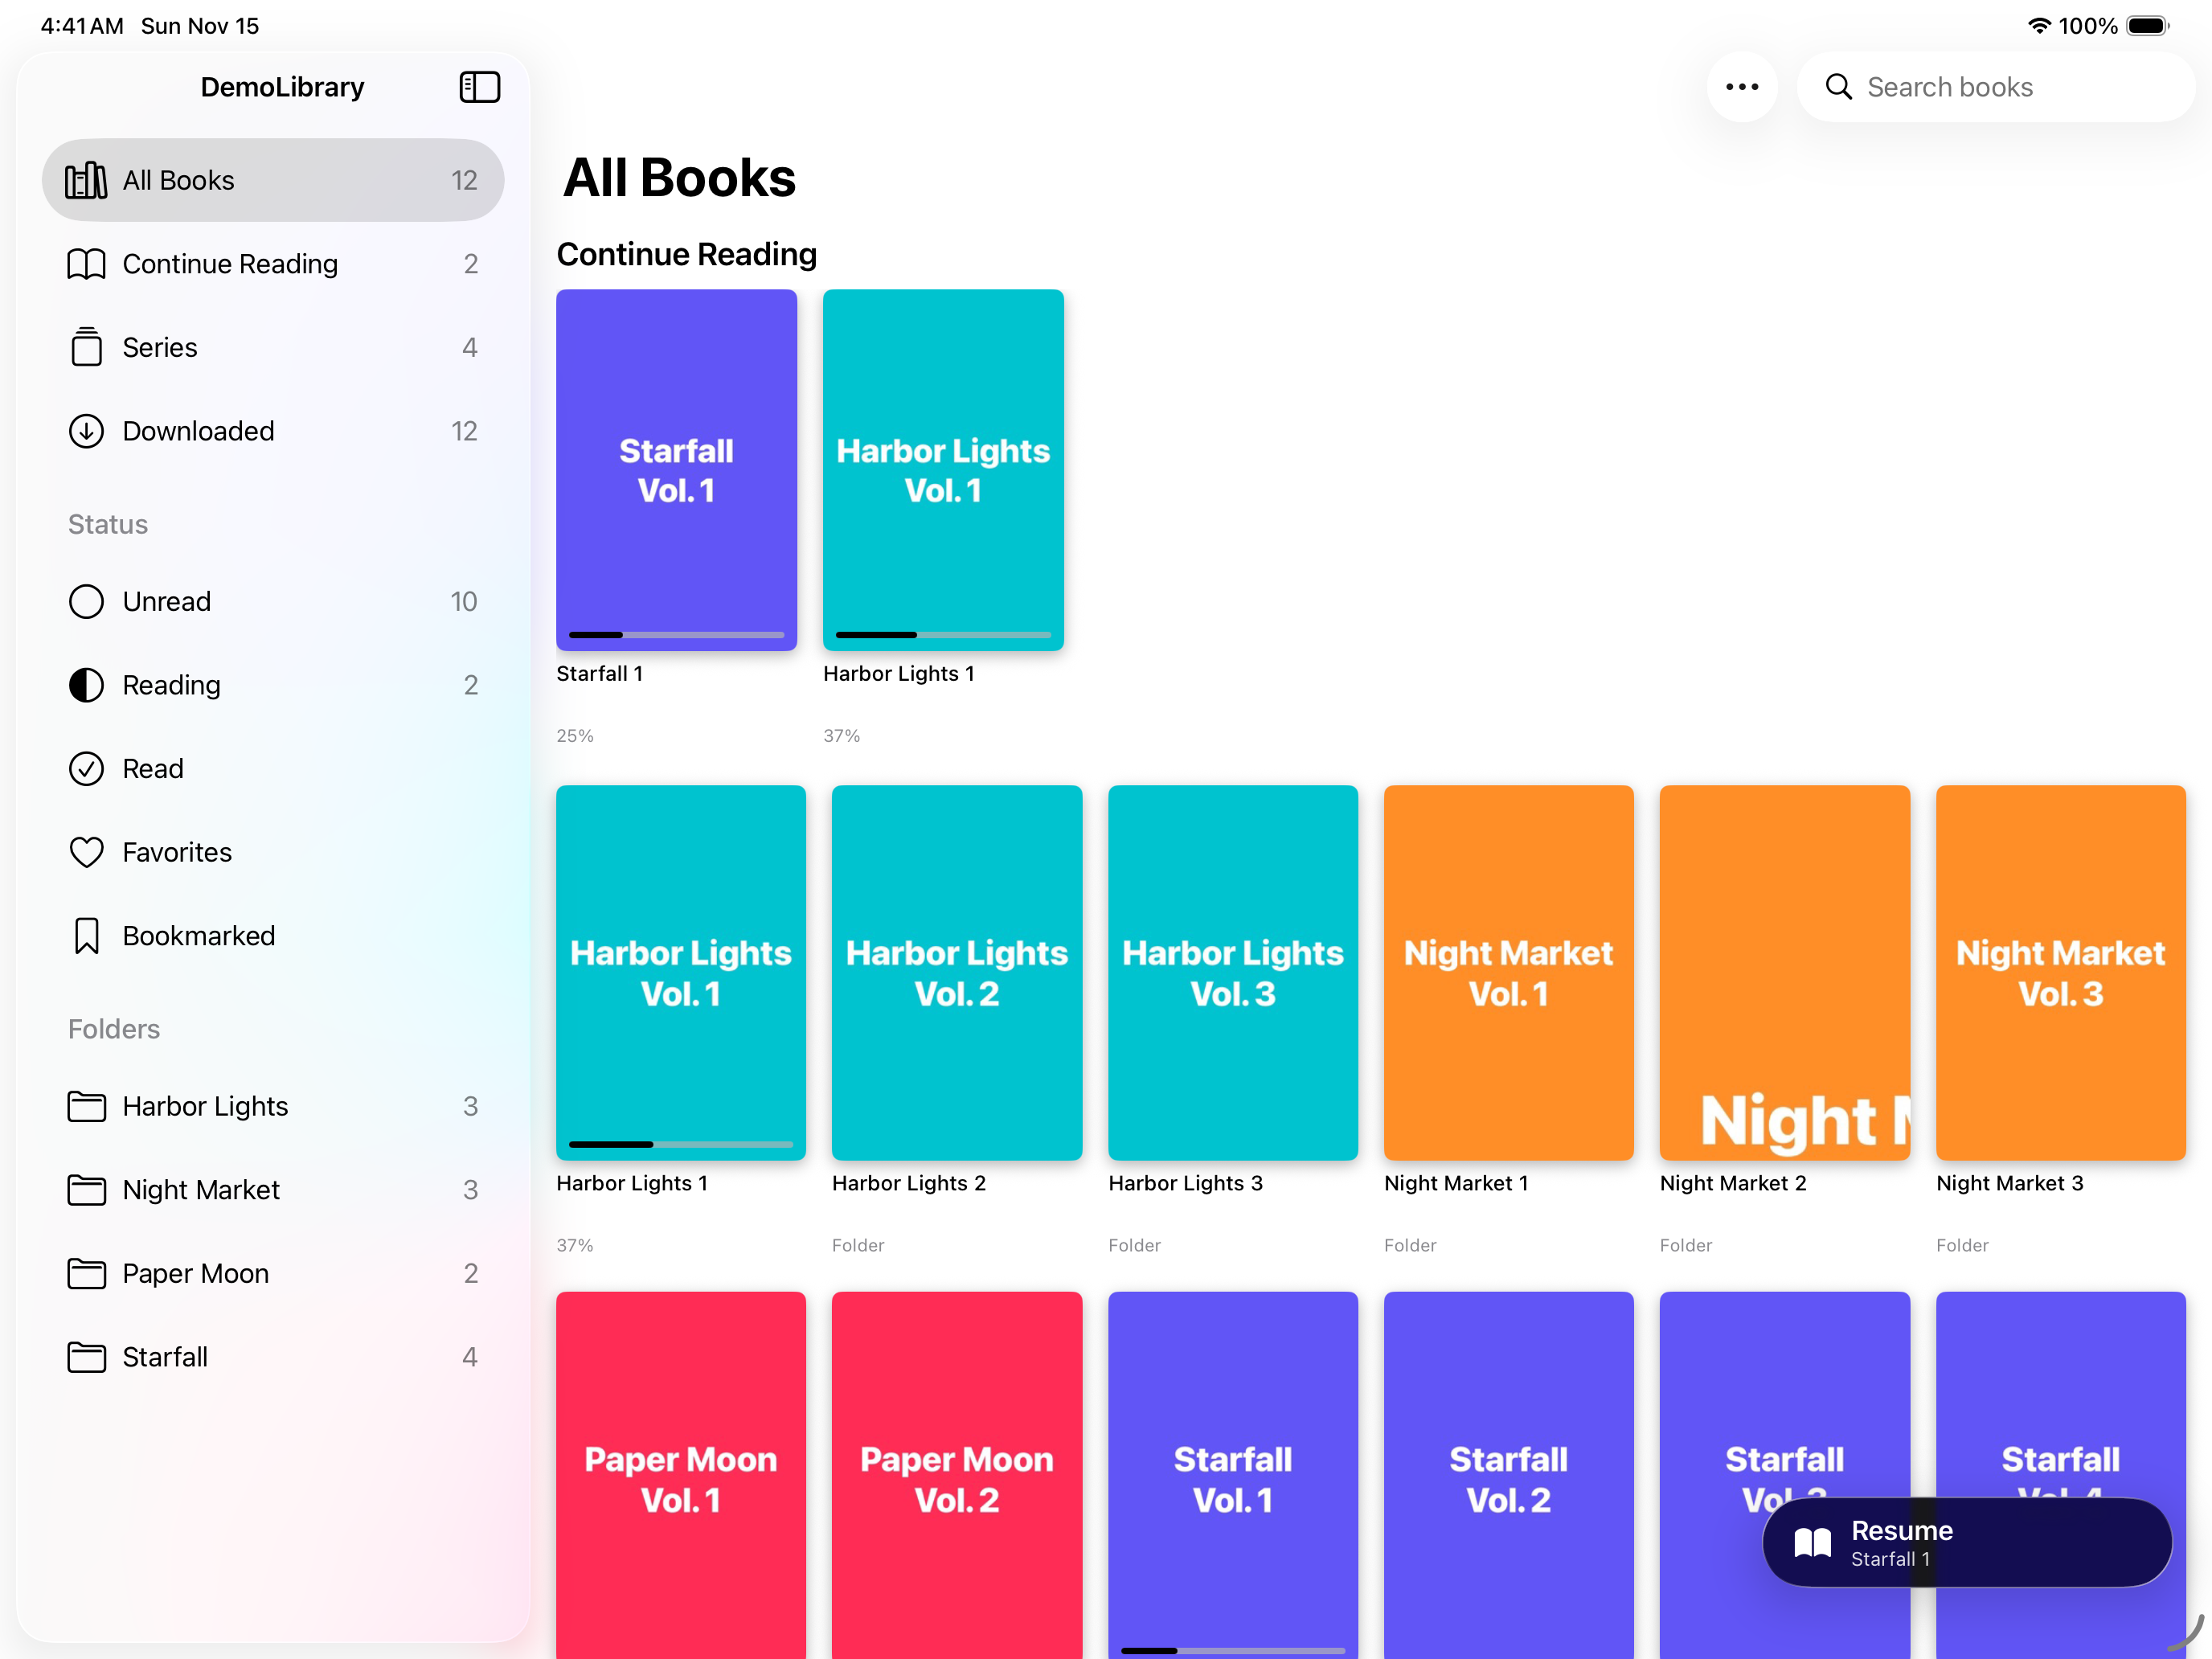 4:41 AM Sun Nov 15
100%
DemoLibrary
All Books 12
Continue Reading 2
Series 4
Downloaded 12
Status
Unread 10
Reading 2
Read
Favorites
Bookmarked
Folders
Harbor Lights 3
Night Market 3
Paper Moon 2
Starfall 4
Search books
All Books
Continue Reading
Starfall
Vol. 1
Harbor Lights
Vol. 1
Starfall 1
Harbor Lights 1
25%
37%
Harbor Lights
Vol. 1
Harbor Lights
Vol. 2
Harbor Lights
Vol. 3
Night Market
Vol. 1
Night
Night Market
Vol. 3
Harbor Lights 1
Harbor Lights 2
Harbor Lights 3
Night Market 1
Night Market 2
Night Market 3
37%
Folder
Folder
Folder
Folder
Folder
Paper Moon
Vol. 1
Paper Moon
Vol. 2
Starfall
Vol. 1
Starfall
Vol. 2
Starfall
Vol. 3
Starfall
Vol. 4
Resume
Starfall 1